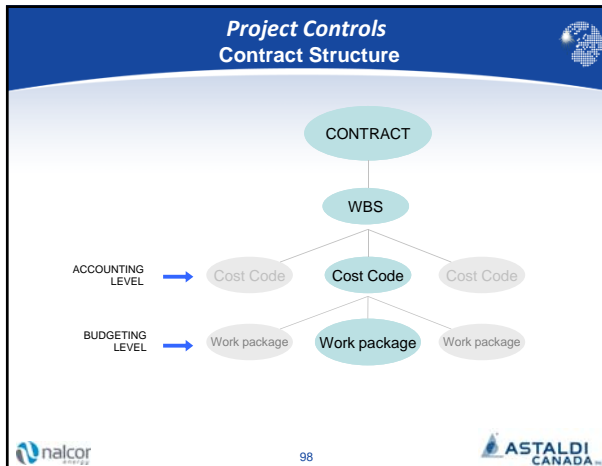 Project Controls
Contract Structure
CONTRACT
WBS
ACCOUNTING
LEVEL
Cost Code
Cost Code
Cost Code
BUDGETING
LEVEL
Work package
Work package
Work package
nalcor
energy
98
ASTALDI
CANADA